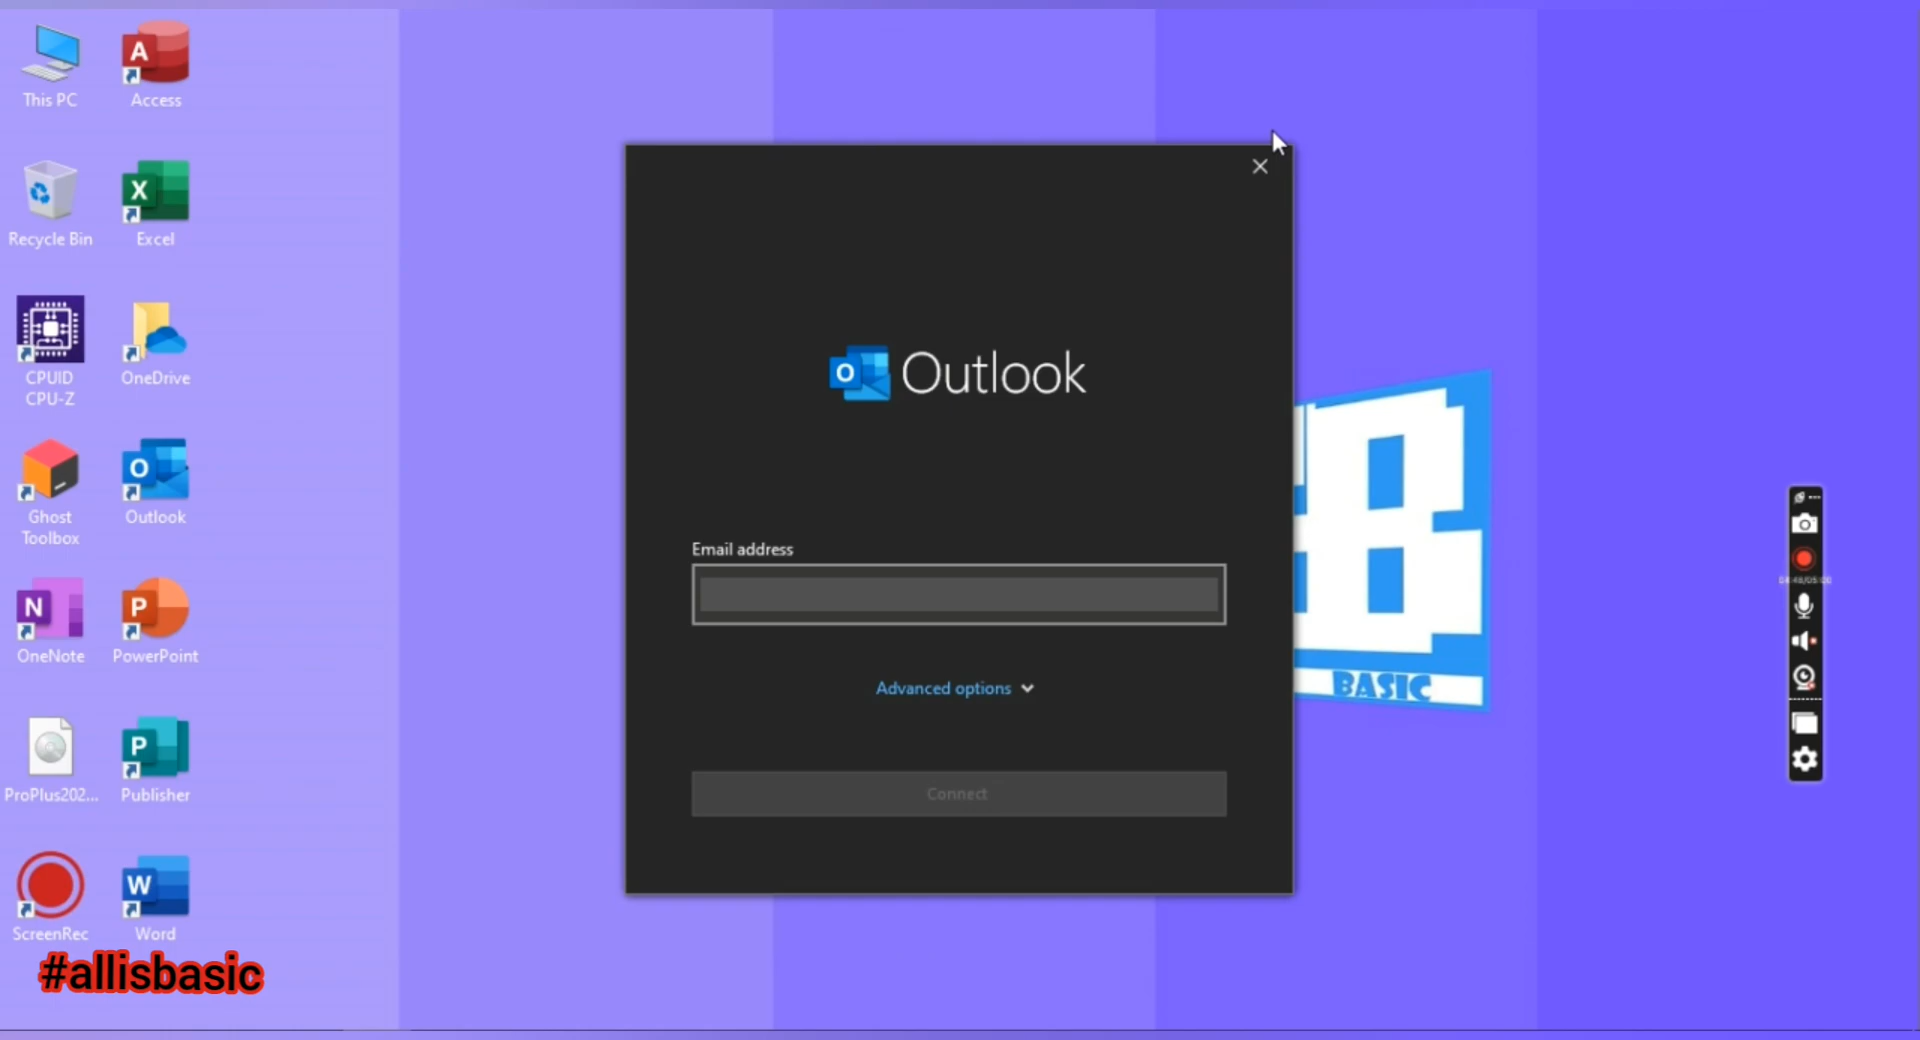 This PC
Access
Recycle Bin
Excel
CPUID
CPU-Z
OneDrive
Ghost
Toolbox
Outlook
OneNote
PowerPoint
ProPlus202...
Publisher
ScreenRec
Word
#allisbasic
Outlook
Email address
Advanced options
Connect
BASIC